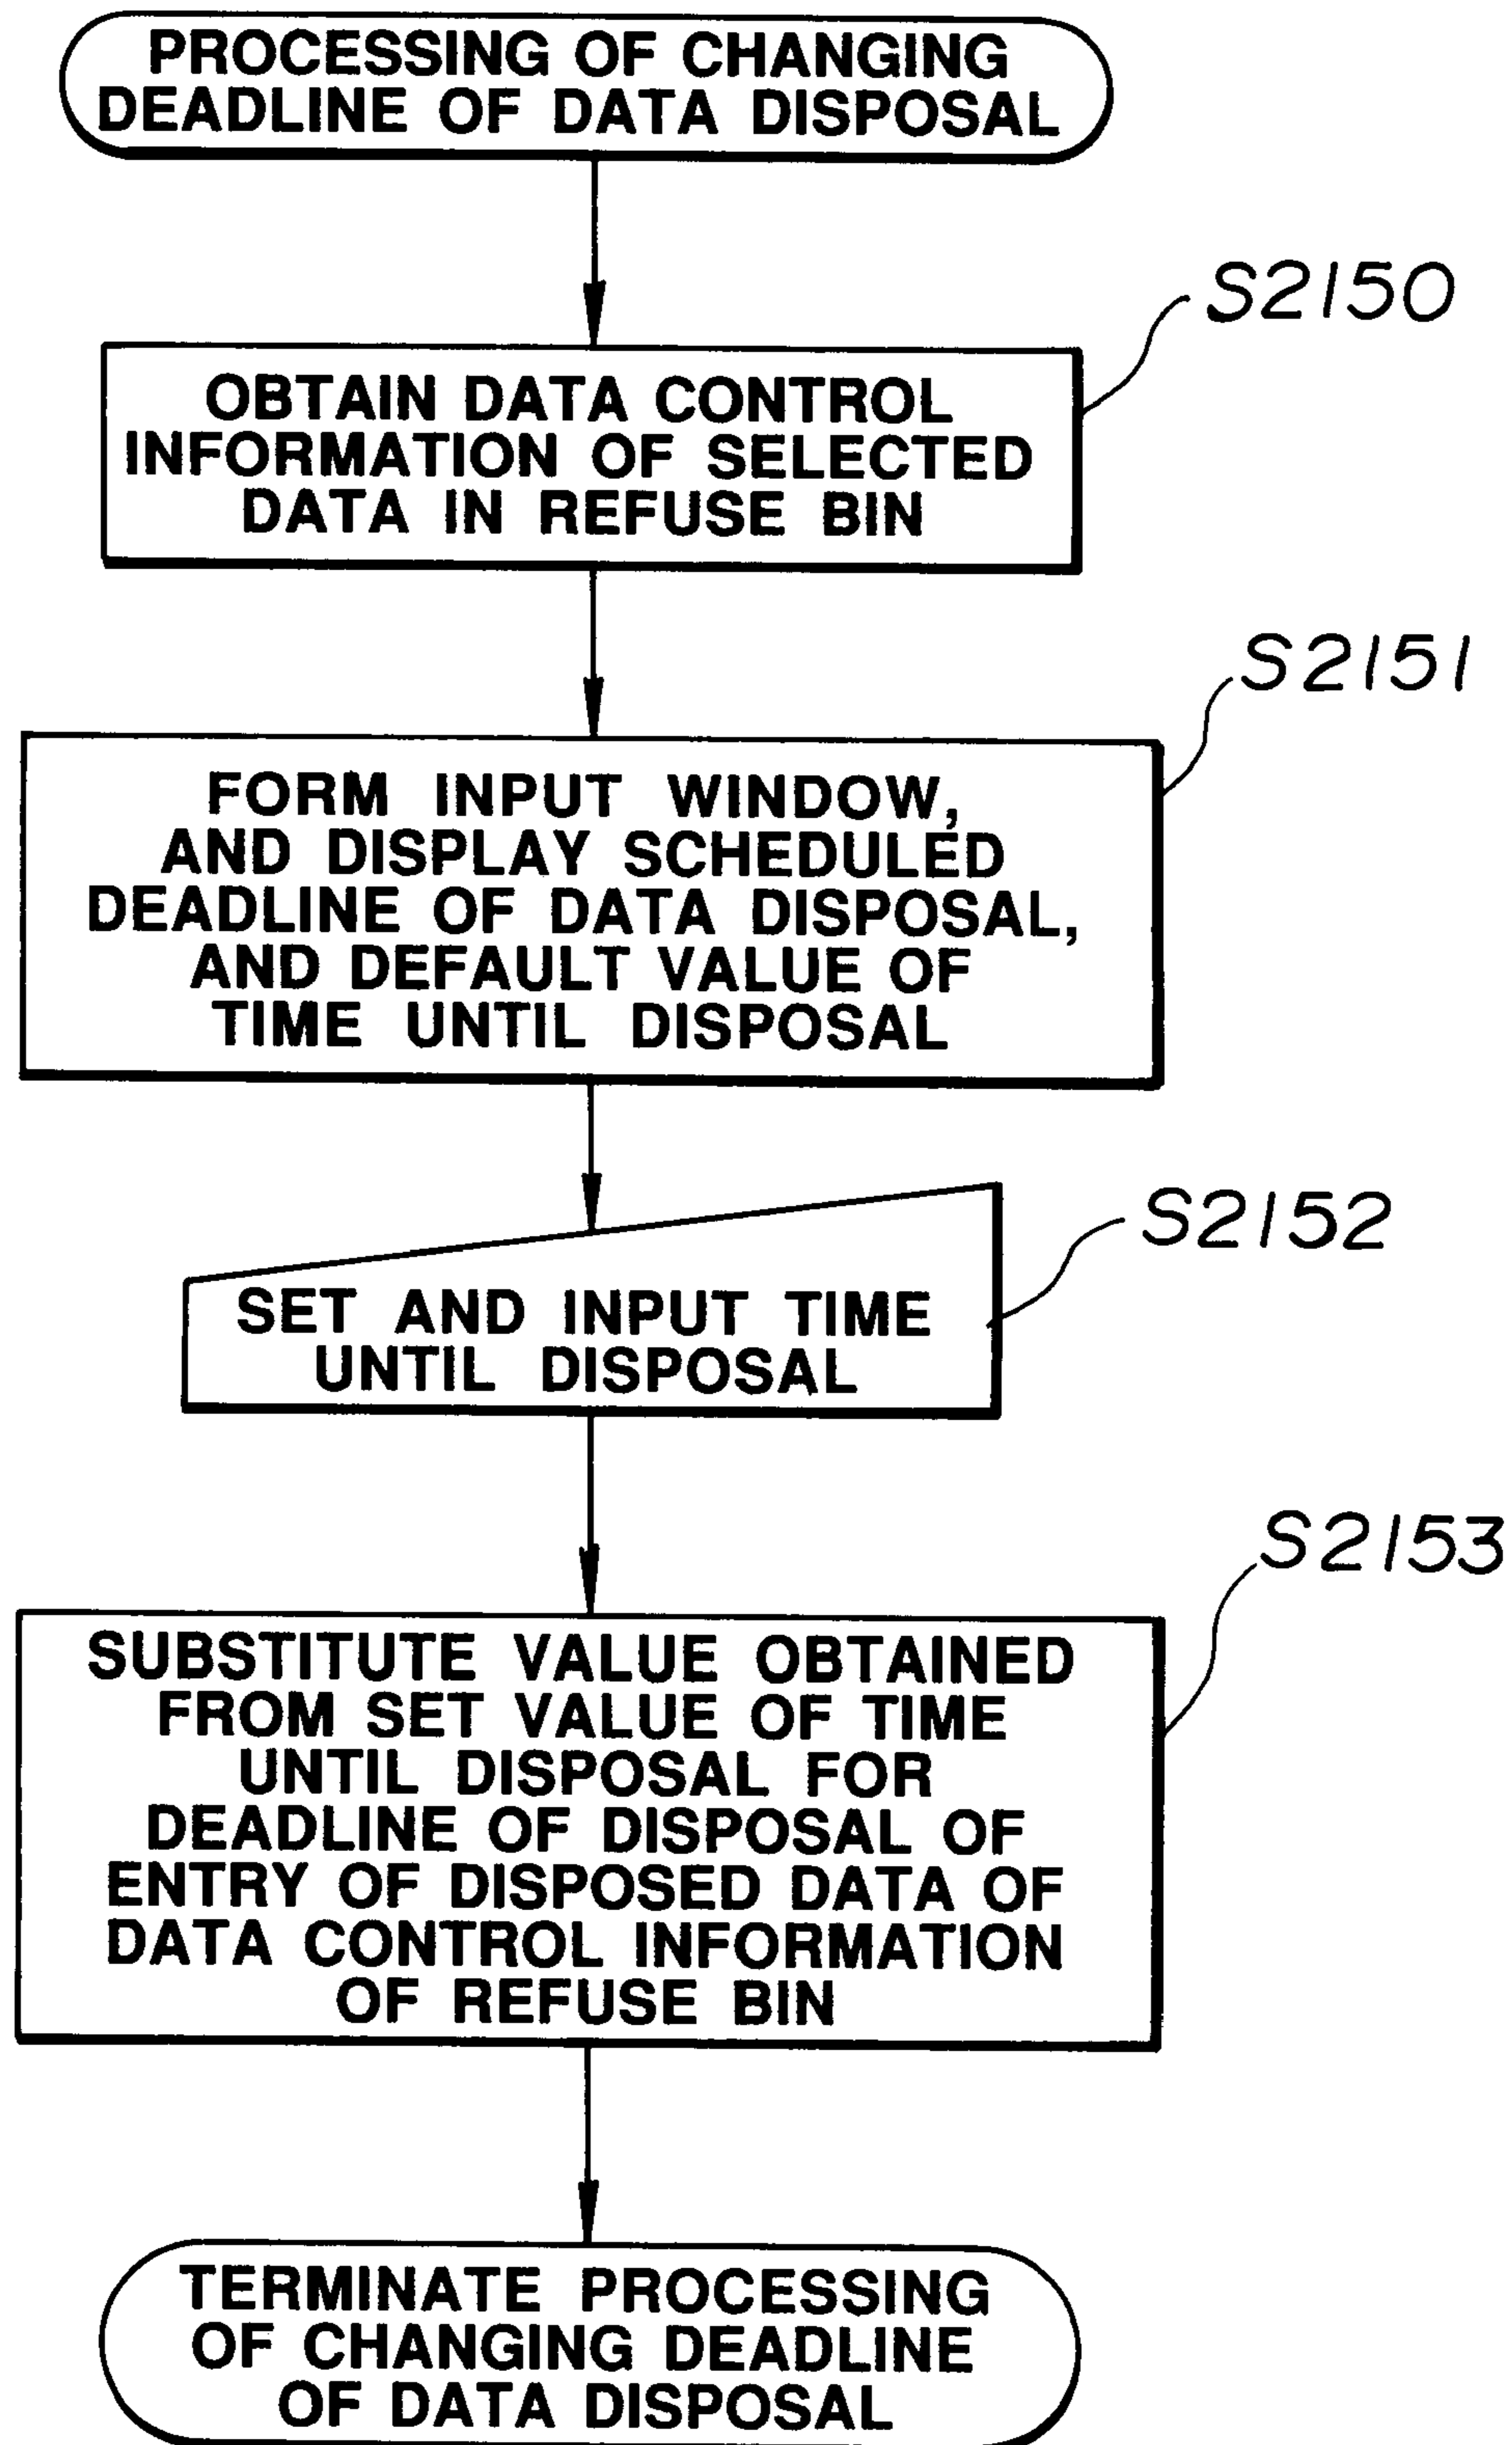 PROCESSING OF CHANGING
DEADLINE OF DATA DISPOSAL
S2150
OBTAIN DATA CONTROL
INFORMATION OF SELECTED
DATA IN REFUSE BIN
S2151
FORM INPUT WINDOW,
AND DISPLAY SCHEDULED
DEADLINE OF DATA DISPOSAL,
AND DEFAULT VALUE OF
TIME UNTIL DISPOSAL
S2152
SET AND INPUT TIME
UNTIL DISPOSAL
S2153
SUBSTITUTE VALUE OBTAINED
FROM SET VALUE OF TIME
UNTIL DISPOSAL FOR
DEADLINE OF DISPOSAL OF
ENTRY OF DISPOSED DATA OF
DATA CONTROL INFORMATION
OF REFUSE BIN
TERMINATE PROCESSING
OF CHANGING DEADLINE
OF DATA DISPOSAL